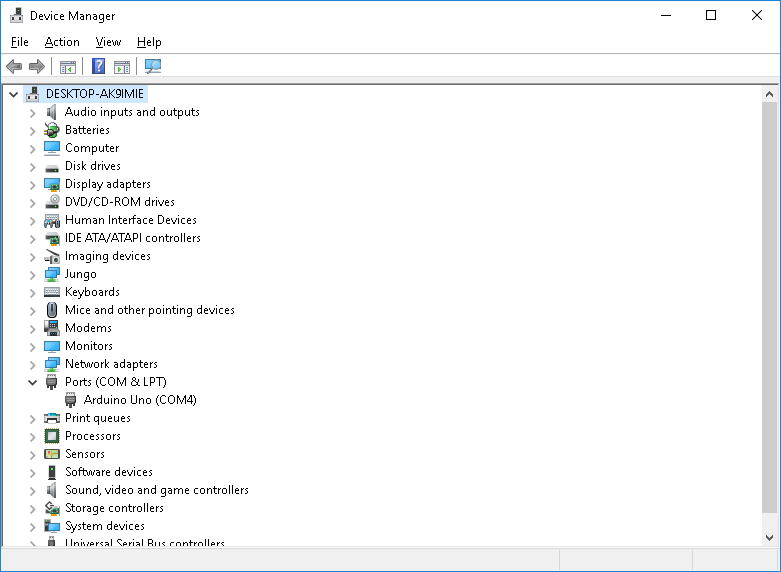 Device Manager
File Action View Help
DESKTOP-AK9IMIE
Audio inputs and outputs
Batteries
Computer
Disk drives
Display adapters
DVD/CD-ROM drives
Human Interface Devices
IDE ATA/ATAPI controllers
Imaging devices
Jungo
Keyboards
Mice and other pointing devices
Modems
Monitors
Network adapters
Ports (COM & LPT)
Arduino Uno (COM4)
Print queues
Processors
Sensors
Software devices
Sound, video and game controllers
Storage controllers
System devices
Universal Serial Bus controllers